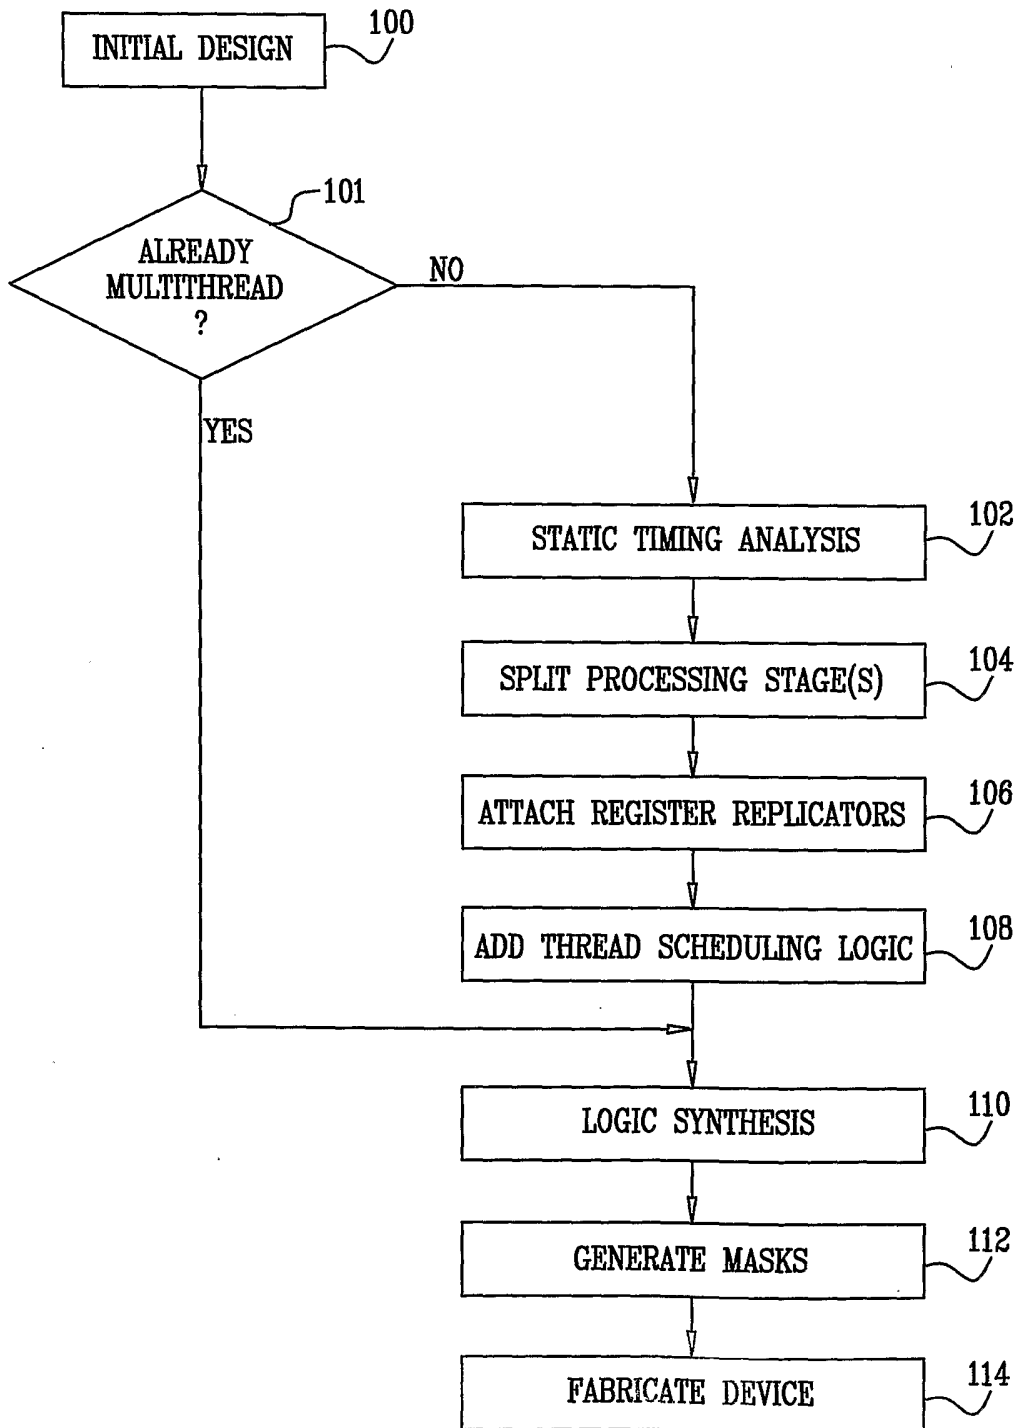 100
INITIAL DESIGN
101
ALREADY
MULTITHREAD
?
NO
YES
102
STATIC TIMING ANALYSIS
104
SPLIT PROCESSING STAGE(S)
106
ATTACH REGISTER REPLICATORS
108
ADD THREAD SCHEDULING LOGIC
110
LOGIC SYNTHESIS
112
GENERATE MASKS
114
FABRICATE DEVICE